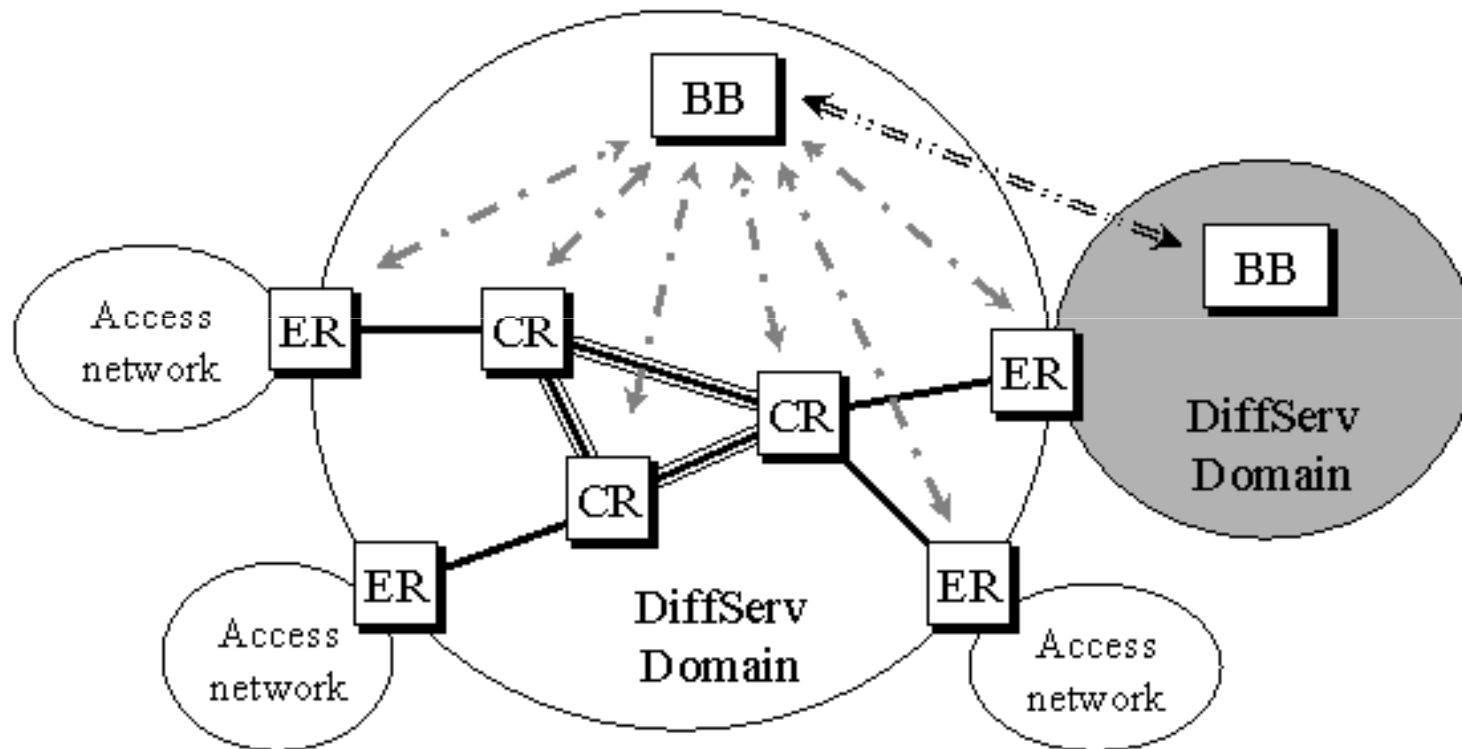 BB
BB
Access
network
ER
CR
ER
CR
DiffServ
Domain
CR
ER
ER
DiffServ
Domain
Access
network
Access
network